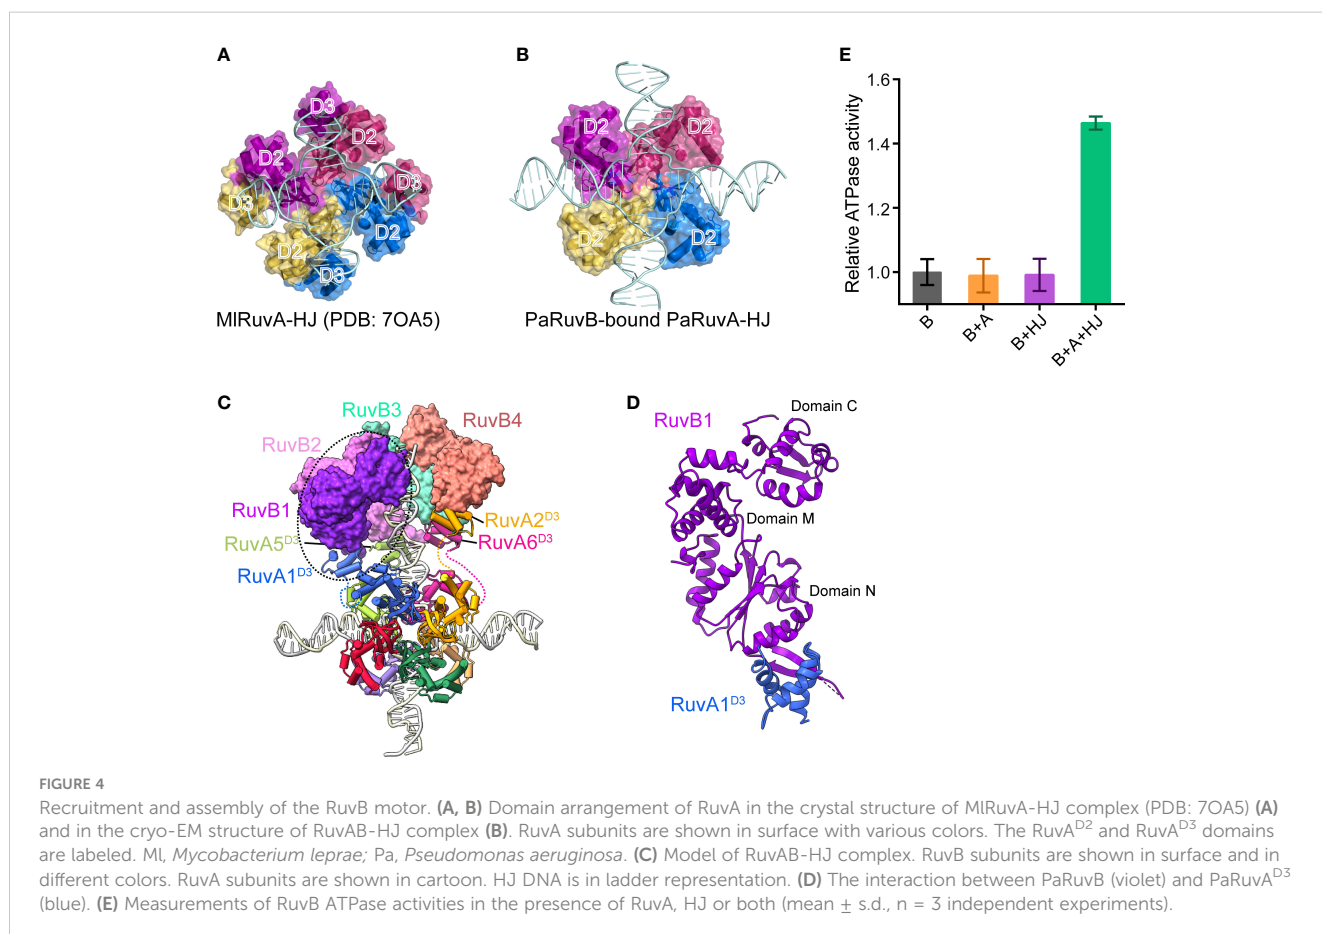 A
D3
D2
D2
D3
D3
D2
D2
D3
MlRuvA-HJ (PDB: 7OA5)
B
D2
D2
D2
D2
PaRuvB-bound PaRuvA-HJ
E
Relative ATPase activity
1.6
1.4
1.2
1.0
B
B+A
B+HJ
B+A+HJ
C
RuvB3
RuvB4
RuvB2
RuvB1
RuvA2D3
RuvA5D3
RuvA6D3
RuvA1D3
D
RuvB1
Domain C
Domain M
Domain N
RuvA1D3
FIGURE 4
Recruitment and assembly of the RuvB motor. (A, B) Domain arrangement of RuvA in the crystal structure of MlRuvA-HJ complex (PDB: 7OA5) (A)
and in the cryo-EM structure of RuvAB-HJ complex (B). RuvA subunits are shown in surface with various colors. The RuvAD2 and RuvAD3 domains
are labeled. Ml, Mycobacterium leprae; Pa, Pseudomonas aeruginosa. (C) Model of RuvAB-HJ complex. RuvB subunits are shown in surface and in
different colors. RuvA subunits are shown in cartoon. HJ DNA is in ladder representation. (D) The interaction between PaRuvB (violet) and PaRuvAD3
(blue). (E) Measurements of RuvB ATPase activities in the presence of RuvA, HJ or both (mean ± s.d., n = 3 independent experiments).